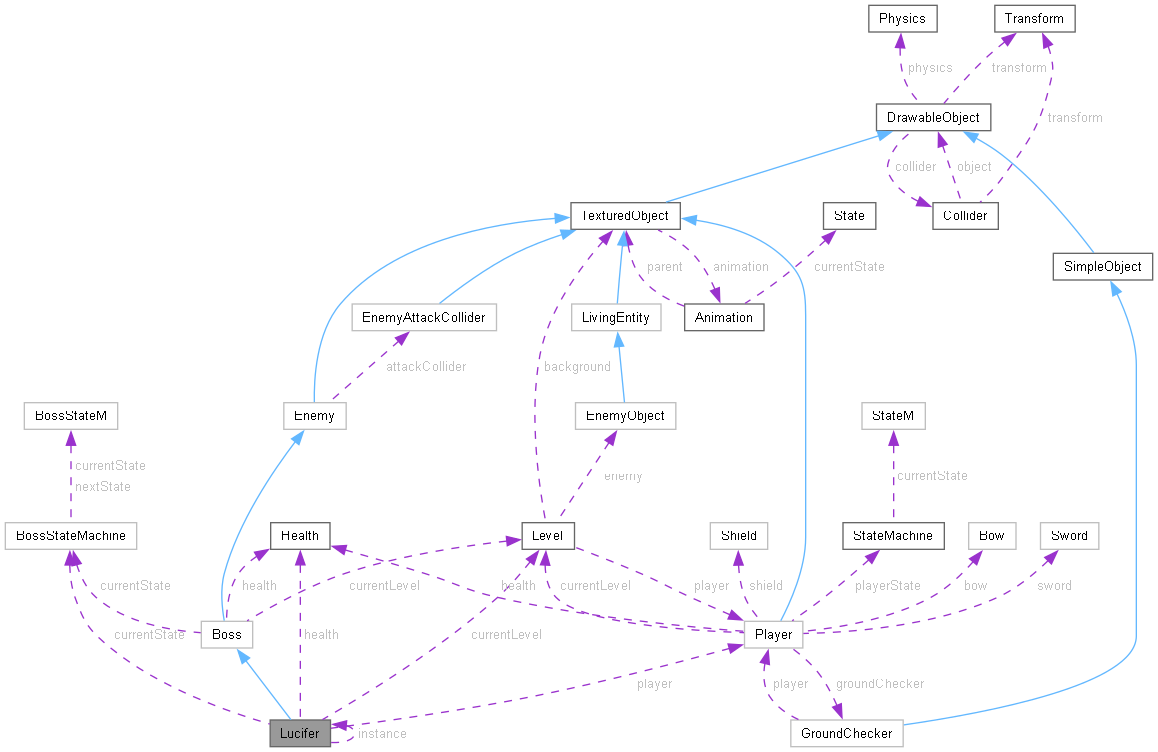 Physics
Transform
physics
transform
DrawableObject
transform
collider
object
TexturedObject
State
Collider
parent
animation
currentState
SimpleObject
EnemyAttackCollider
LivingEntity
Animation
attackCollider
background
BossStateM
Enemy
EnemyObject
StateM
currentState
nextState
enemy
currentState
BossStateMachine
Health
Level
Shield
StateMachine
Bow
Sword
currentState
health
currentLevel
health
currentLevel
player
shield
playerState
bow
sword
currentState
Boss
health
currentLevel
Player
player
player
groundChecker
Lucifer
instance
GroundChecker